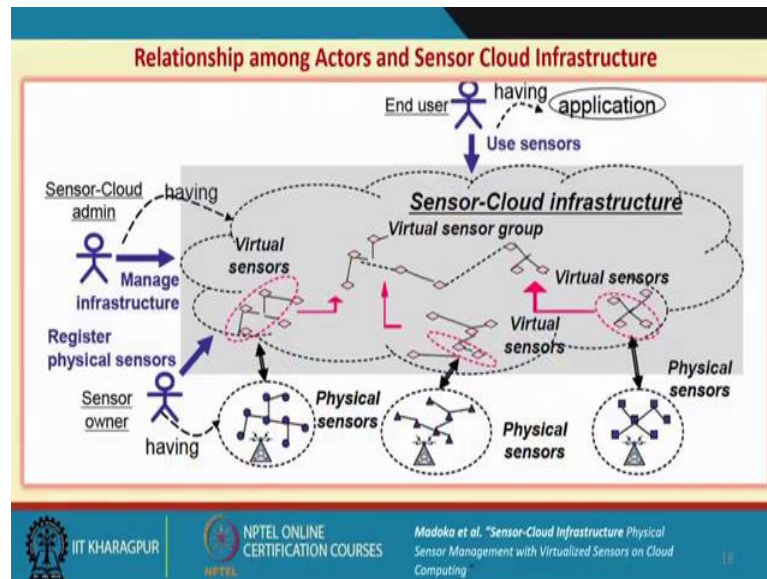 Relationship among Actors and Sensor Cloud Infrastructure
End user
having
application
Use sensors
Sensor-Cloud
admin
having
Sensor-Cloud infrastructure
Virtual sensor group
Virtual
sensors
Manage
infrastructure
Virtual sensors
Virtual
sensors
Register
physical sensors
Sensor
owner
having
Physical
sensors
Physical
sensors
Physical
sensors
IIT KHARAGPUR
NPTEL
NPTEL ONLINE
CERTIFICATION COURSES
Madoka et al. "Sensor-Cloud Infrastructure Physical
Sensor Management with Virtualized Sensors on Cloud
Computing"
18